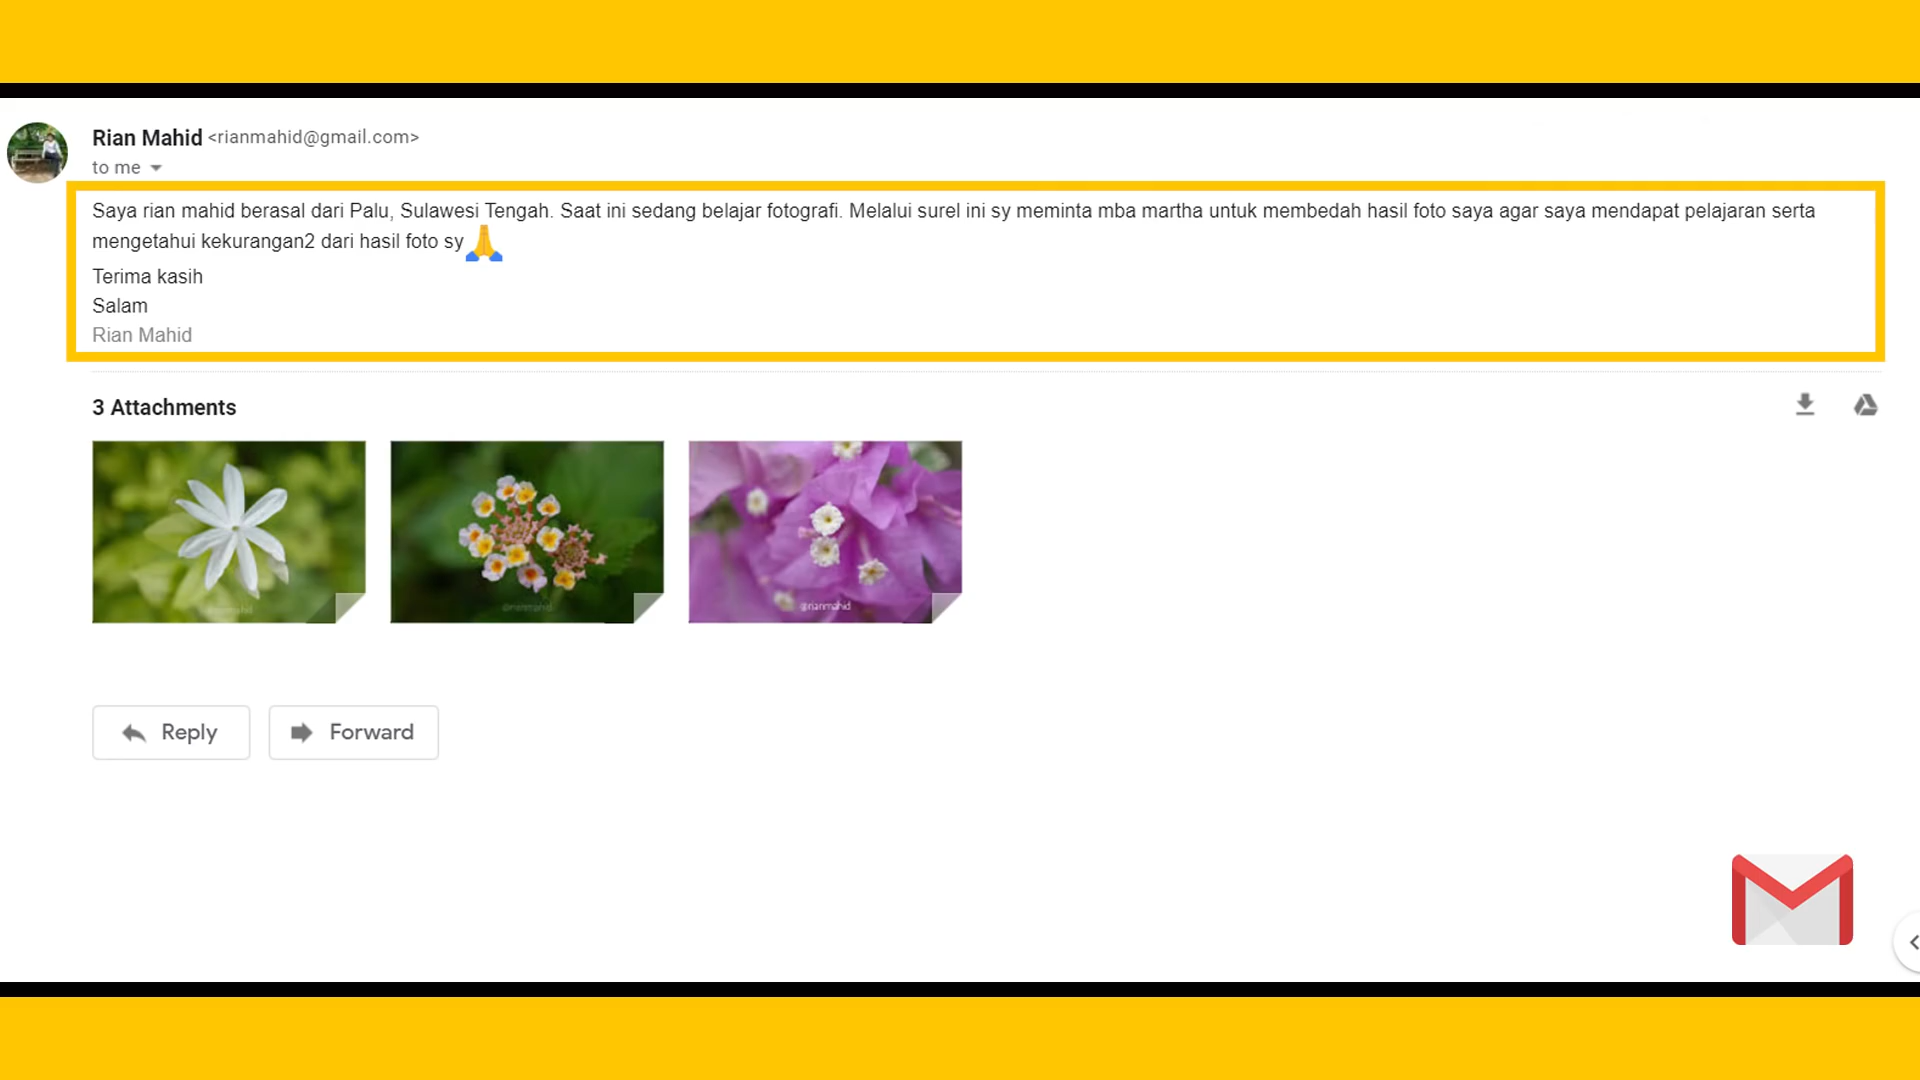 Rian Mahid <rianmahid@gmail.com>
to me
Saya rian mahid berasal dari Palu, Sulawesi Tengah. Saat ini sedang belajar fotografi. Melalui surel ini sy meminta mba martha untuk membedah hasil foto saya agar saya mendapat pelajaran serta
mengetahui kekurangan2 dari hasil foto sy🙏
Terima kasih
Salam
Rian Mahid
3 Attachments
@rianmahid
@rianmahid
@rianmahid
Reply
Forward